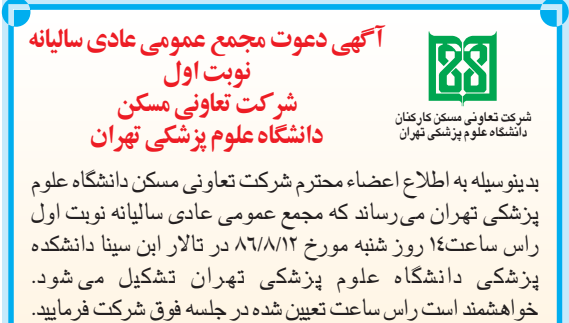 آگهی دعوت مجمع عمومی عادی سالیانه
نوبت اول
شرکت تعاونی مسکن
دانشگاه علوم پزشکی تهران
شرکت تعاونی مسکن کارکنان
دانشگاه علوم پزشکی تهران
بدینوسیله به اطلاع اعضاء محترم شرکت تعاونی مسکن دانشگاه علوم
پزشکی تهران می‌رساند که مجمع عمومی عادی سالیانه نوبت اول
راس ساعت۱٤ روز شنبه مورخ ۸٦/۸/۱۲ در تالار ابن سینا دانشکده
پزشکی دانشگاه علوم پزشکی تهران تشکیل می شود.
خواهشمند است راس ساعت تعیین شده در جلسه فوق شرکت فرمایید.